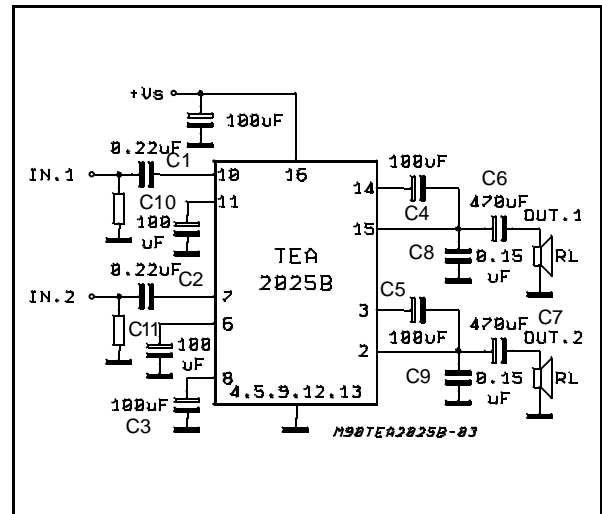 +Vs
100uF
0.22uF
C1
IN.1
10
16
C10
11
100
uF
TEA
2025B
14
100uF
C4
C6
470uF
OUT.1
15
C8
0.15
uF
RL
0.22uF
C2
IN.2
7
C11
6
100
uF
8
100uF
C3
4.5.9.12.13
3
C5
100uF
2
C9
470uF
C7
OUT.2
0.15
uF
RL
M90TEA2025B-03